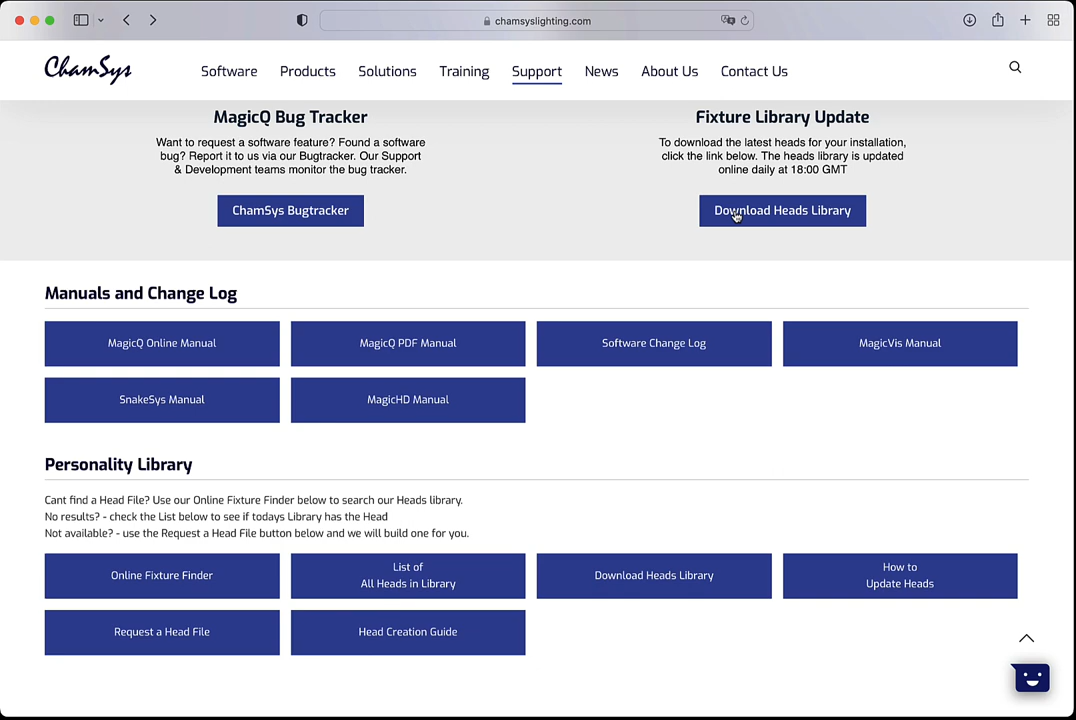 chamsyslighting.com
ChamSys
Software
Products
Solutions
Training
Support
News
About Us
Contact Us
MagicQ Bug Tracker
Want to request a software feature? Found a software
bug? Report it to us via our Bugtracker. Our Support
& Development teams monitor the bug tracker.
ChamSys Bugtracker
Fixture Library Update
To download the latest heads for your installation,
click the link below. The heads library is updated
online daily at 18:00 GMT
Download Heads Library
Manuals and Change Log
MagicQ Online Manual
MagicQ PDF Manual
Software Change Log
MagicVis Manual
SnakeSys Manual
MagicHD Manual
Personality Library
Cant find a Head File? Use our Online Fixture Finder below to search our Heads library.
No results? - check the List below to see if todays Library has the Head
Not available? - use the Request a Head File button below and we will build one for you.
Online Fixture Finder
List of
All Heads in Library
Download Heads Library
How to
Update Heads
Request a Head File
Head Creation Guide